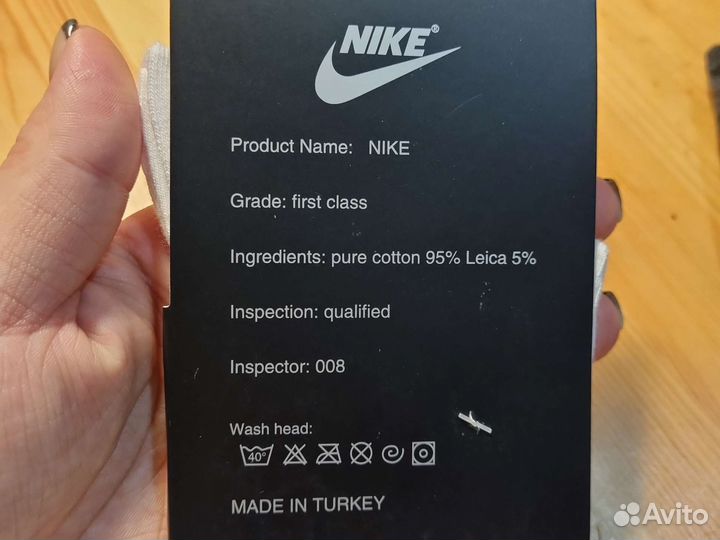 NIKE®
Product Name: NIKE
Grade: first class
Ingredients: pure cotton 95% Leica 5%
Inspection: qualified
Inspector: 008
Wash head:
40°
MADE IN TURKEY
Avito